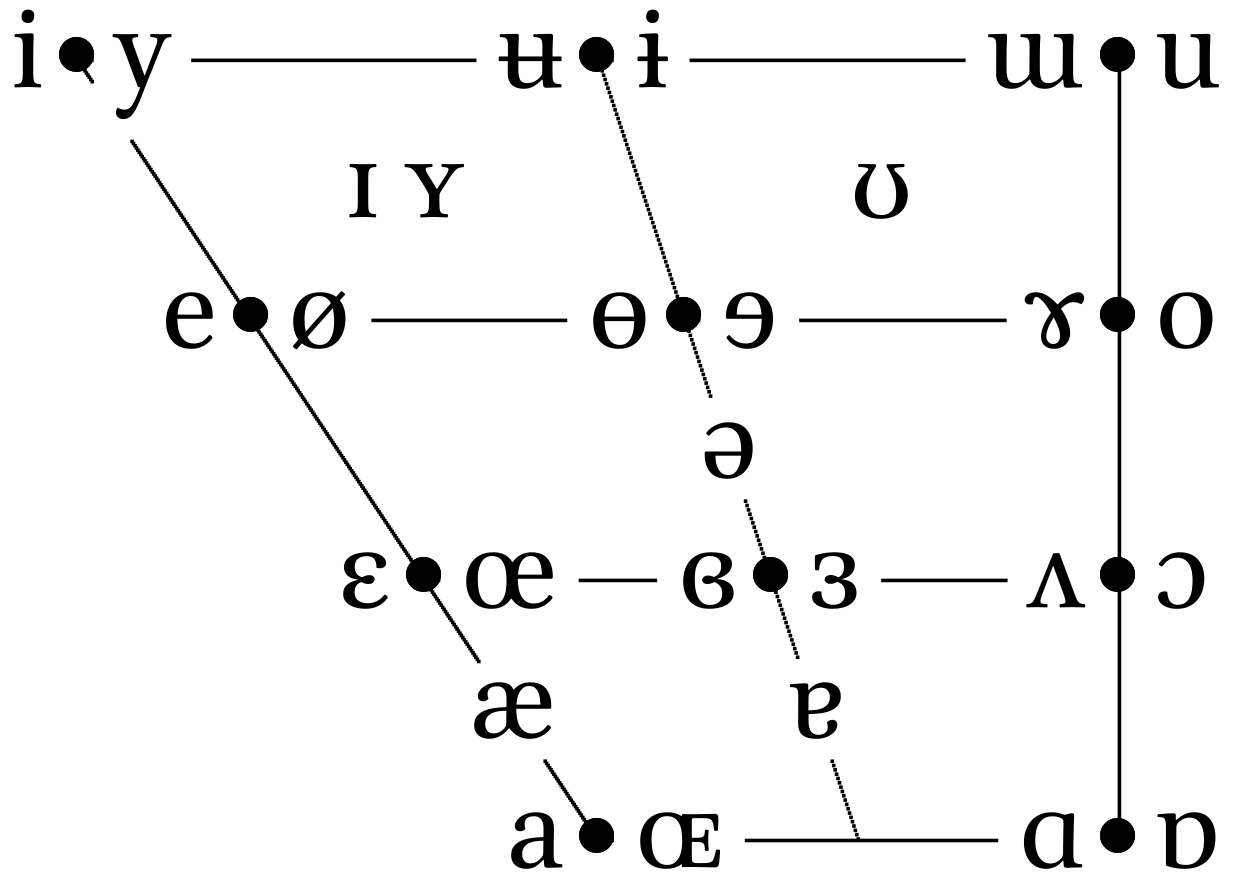 i y ʉ ɨ ɯ u
ɪ ʏ ʊ
e ø ɵ ɘ ɤ o
ə
ɛ œ ɞ ɜ ʌ ɔ
æ ɐ
a ɶ ɑ ɒ